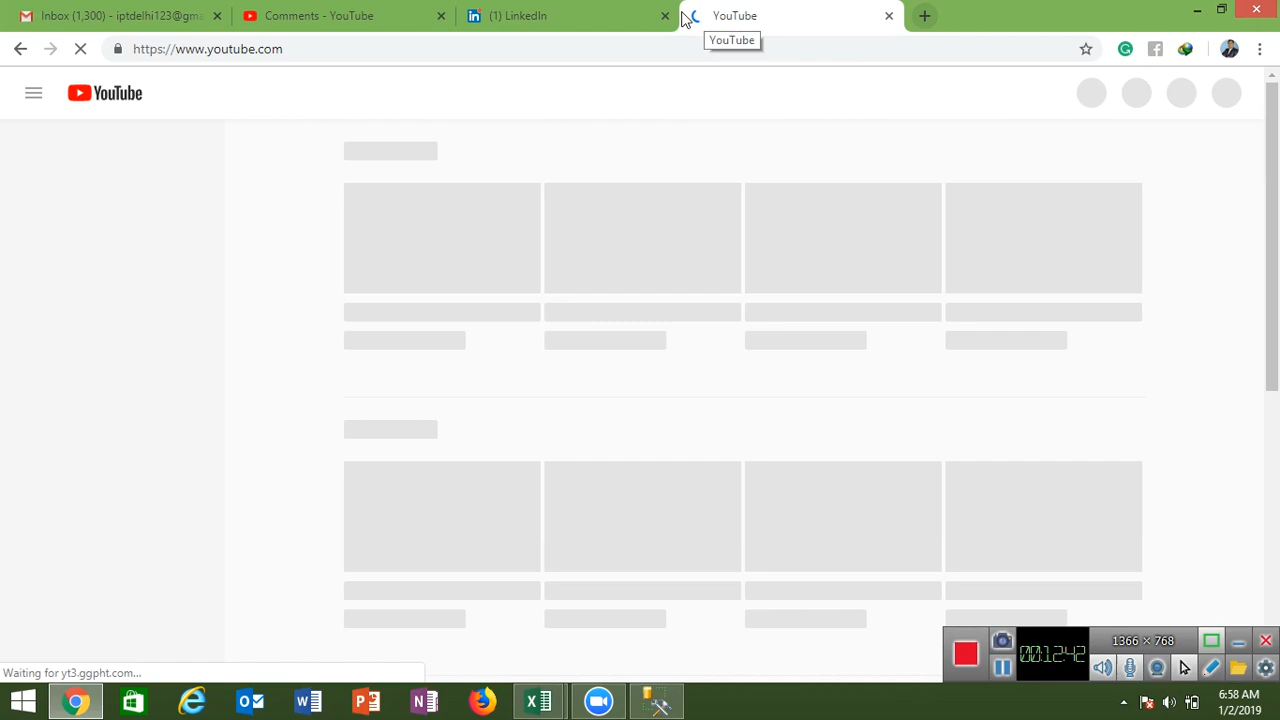 Inbox (1,300) - iptdelhi123@gma
Comments - YouTube
(1) LinkedIn
YouTube
https://www.youtube.com
YouTube
YouTube
Waiting for yt3.ggpht.com...
1366 × 768
00:12:42
6:58 AM
1/2/2019